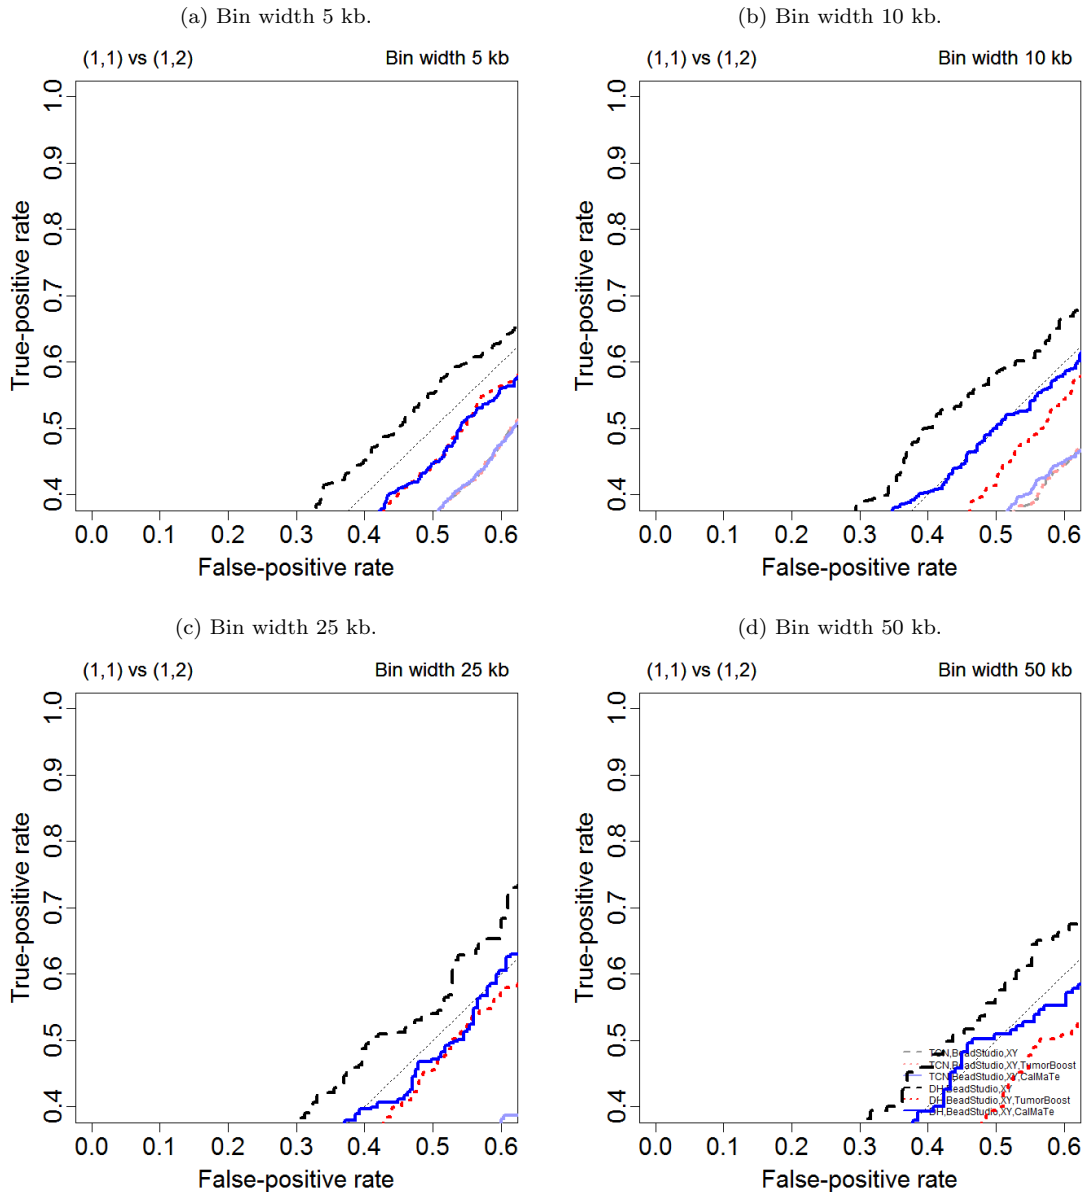 (a) Bin width 5 kb.
(1,1) vs (1,2) Bin width 5 kb
True-positive rate
1.0
0.9
0.8
0.7
0.6
0.5
0.4
0.0 0.1 0.2 0.3 0.4 0.5 0.6
False-positive rate
(b) Bin width 10 kb.
(1,1) vs (1,2) Bin width 10 kb
True-positive rate
1.0
0.9
0.8
0.7
0.6
0.5
0.4
0.0 0.1 0.2 0.3 0.4 0.5 0.6
False-positive rate
(c) Bin width 25 kb.
(1,1) vs (1,2) Bin width 25 kb
True-positive rate
1.0
0.9
0.8
0.7
0.6
0.5
0.4
0.0 0.1 0.2 0.3 0.4 0.5 0.6
False-positive rate
(d) Bin width 50 kb.
(1,1) vs (1,2) Bin width 50 kb
True-positive rate
1.0
0.9
0.8
0.7
0.6
0.5
0.4
TCN,BeadStudio,XY
TCN,BeadStudio,XY,TumorBoost
TCN,BeadStudio,XY,CalMaTe
DH,BeadStudio,XY
DH,BeadStudio,XY,TumorBoost
DH,BeadStudio,XY,CalMaTe
0.0 0.1 0.2 0.3 0.4 0.5 0.6
False-positive rate